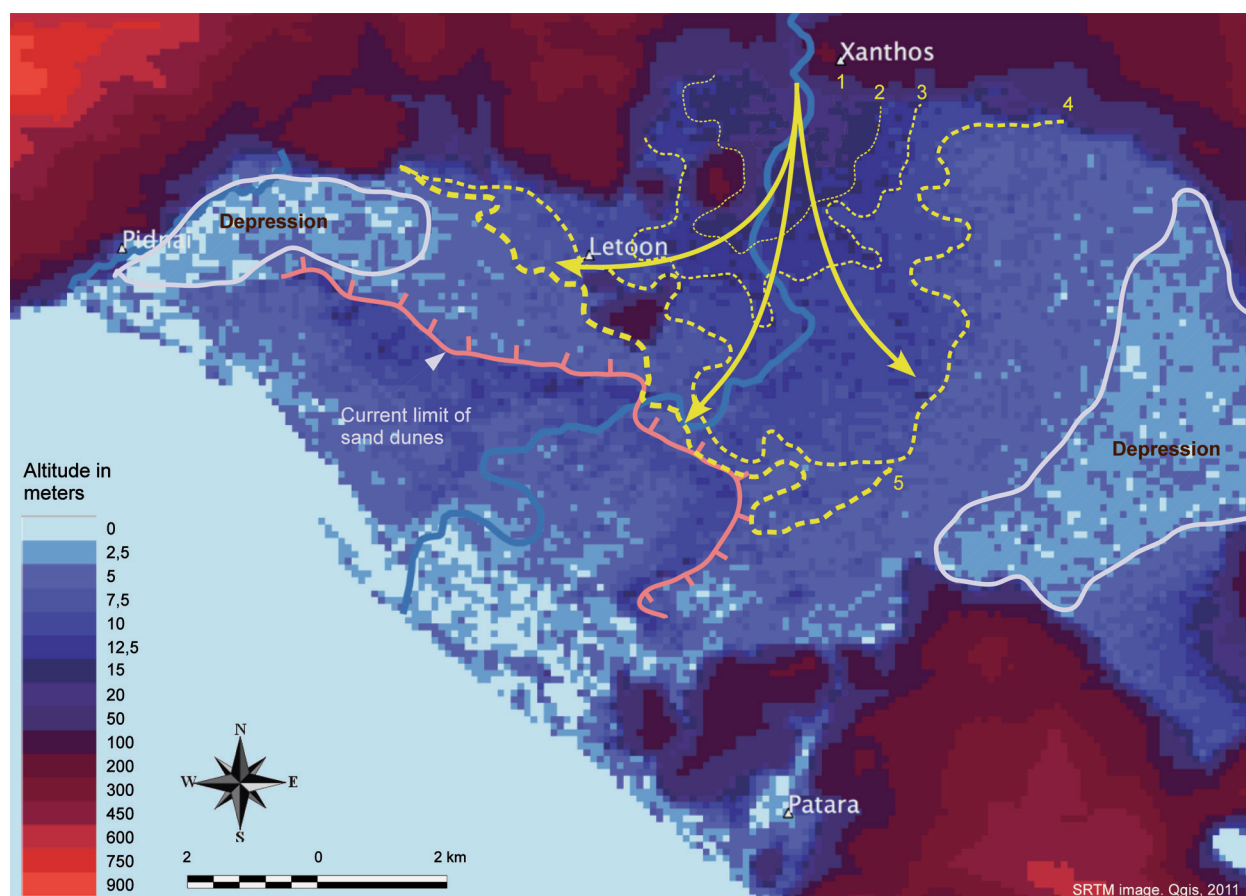 Xanthos
1
2
3
4
Depression
Pidnai
Letoon
Current limit of
sand dunes
Depression
5
Altitude in
meters
0
2,5
5
7,5
10
12,5
15
20
50
100
200
300
450
600
750
900
N
W
E
S
2
0
2 km
Patara
SRTM image. Qgis, 2011